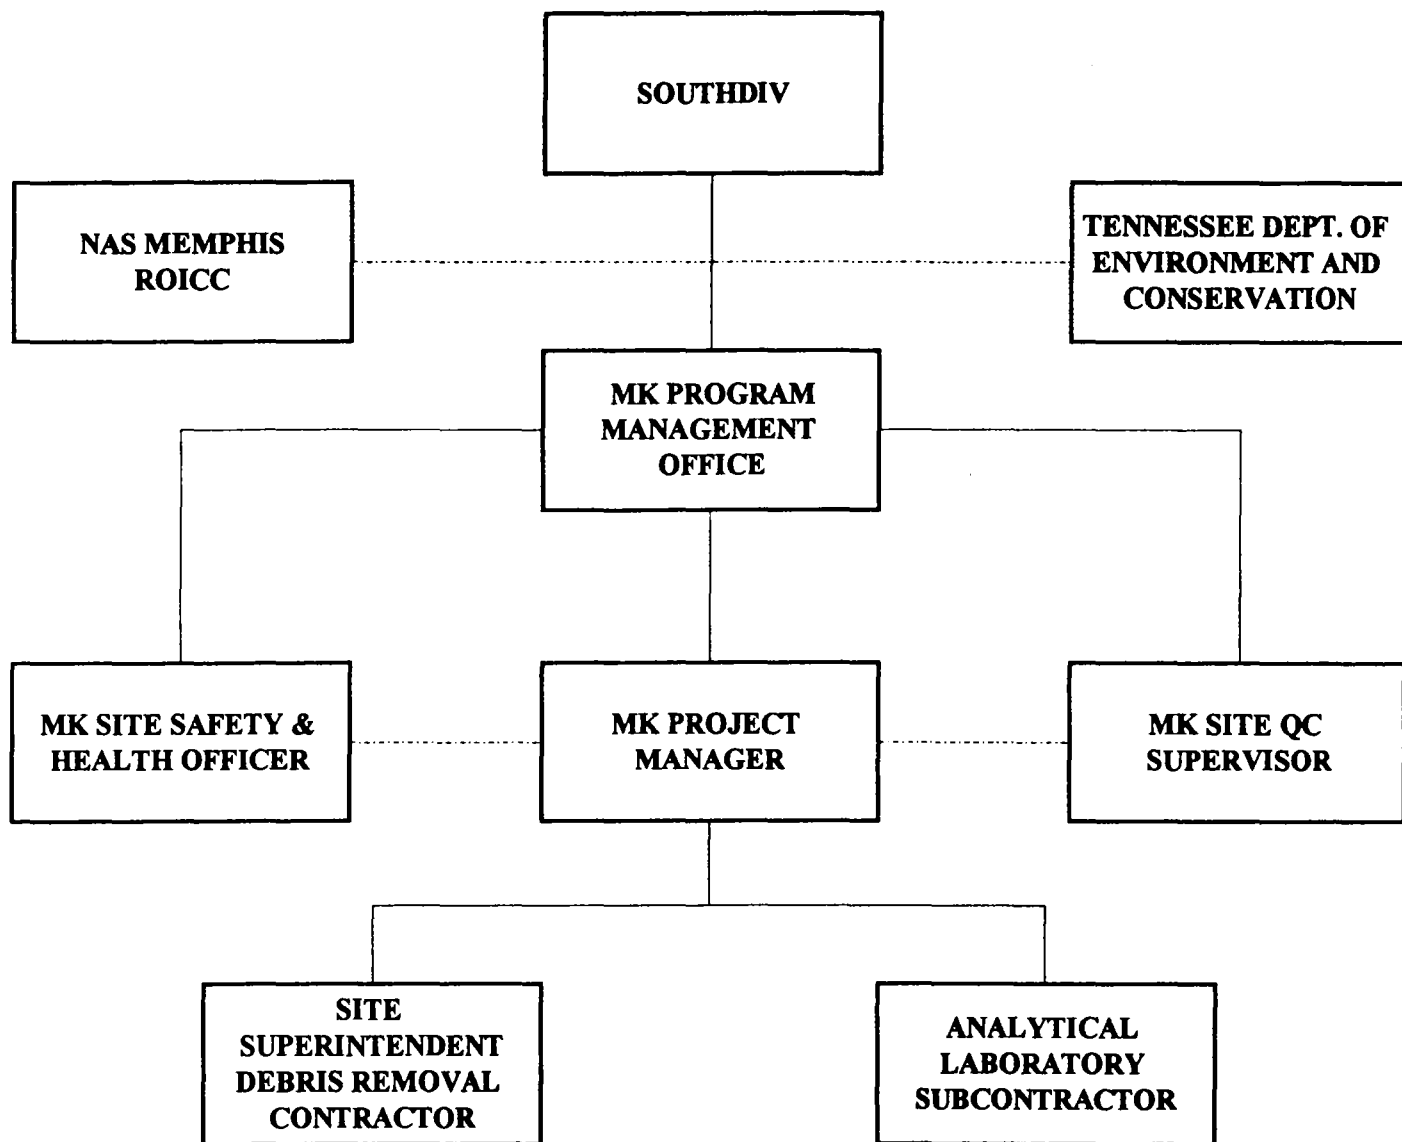 SOUTHDIV
NAS MEMPHIS
ROICC
TENNESSEE DEPT. OF
ENVIRONMENT AND
CONSERVATION
MK PROGRAM
MANAGEMENT
OFFICE
MK SITE SAFETY &
HEALTH OFFICER
MK PROJECT
MANAGER
MK SITE QC
SUPERVISOR
SITE
SUPERINTENDENT
DEBRIS REMOVAL
CONTRACTOR
ANALYTICAL
LABORATORY
SUBCONTRACTOR